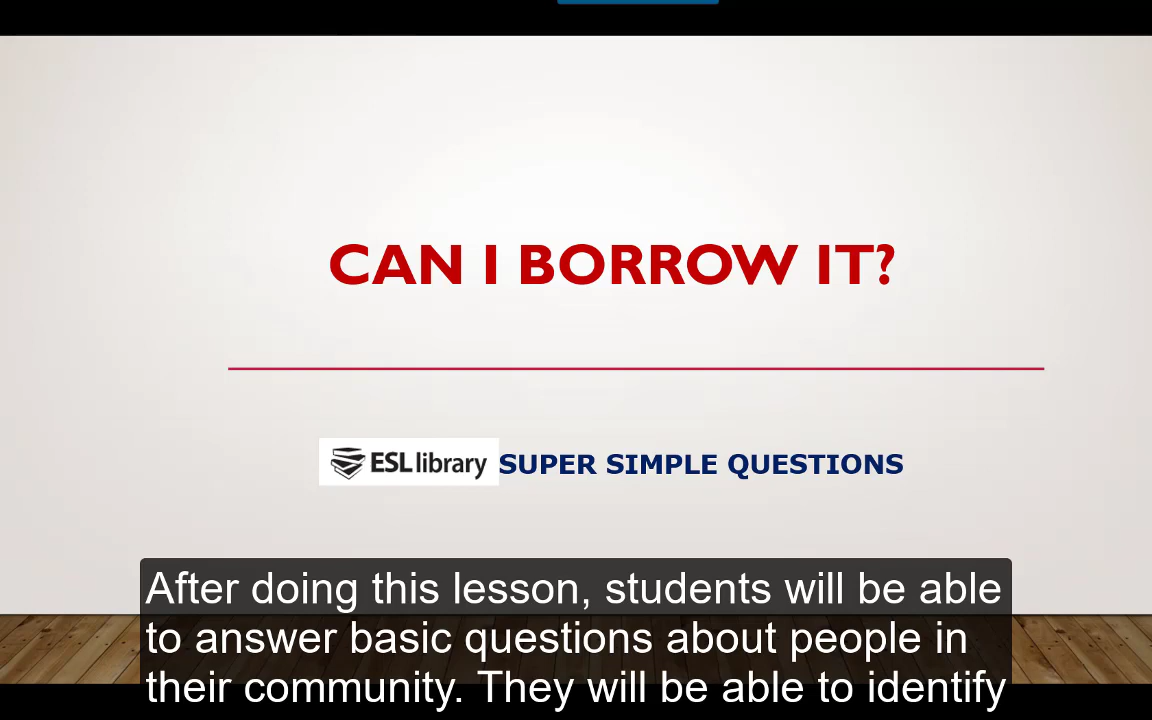 CAN I BORROW IT?
ESL library SUPER SIMPLE QUESTIONS
After doing this lesson, students will be able
to answer basic questions about people in
their community. They will be able to identify